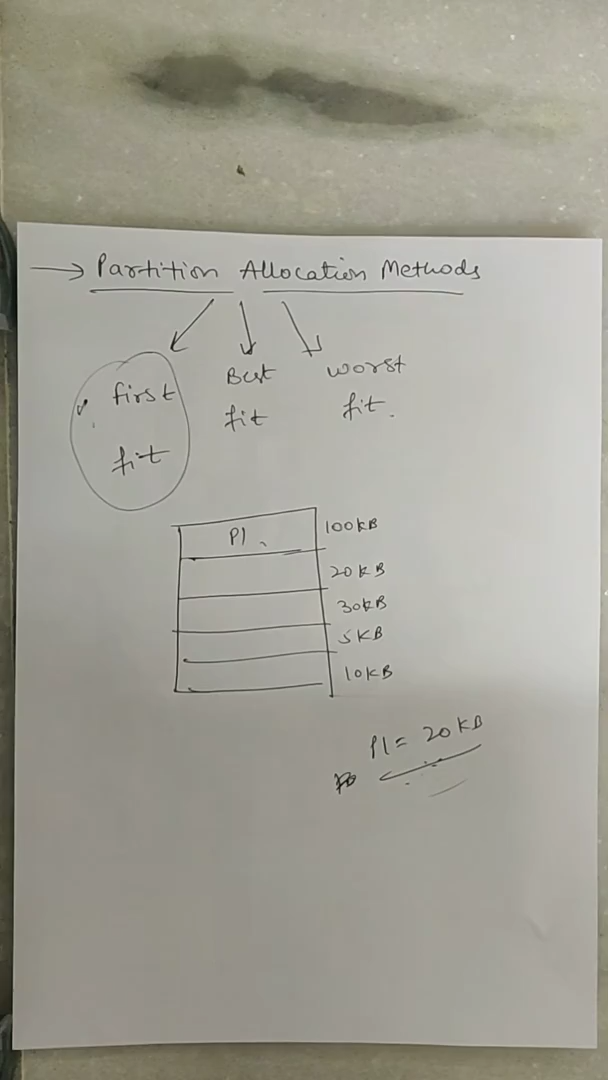 → Partition Allocation Methods
first fit
Best fit
worst fit.
P1. 100KB
20KB
30KB
5KB
10KB
P1 = 20KB